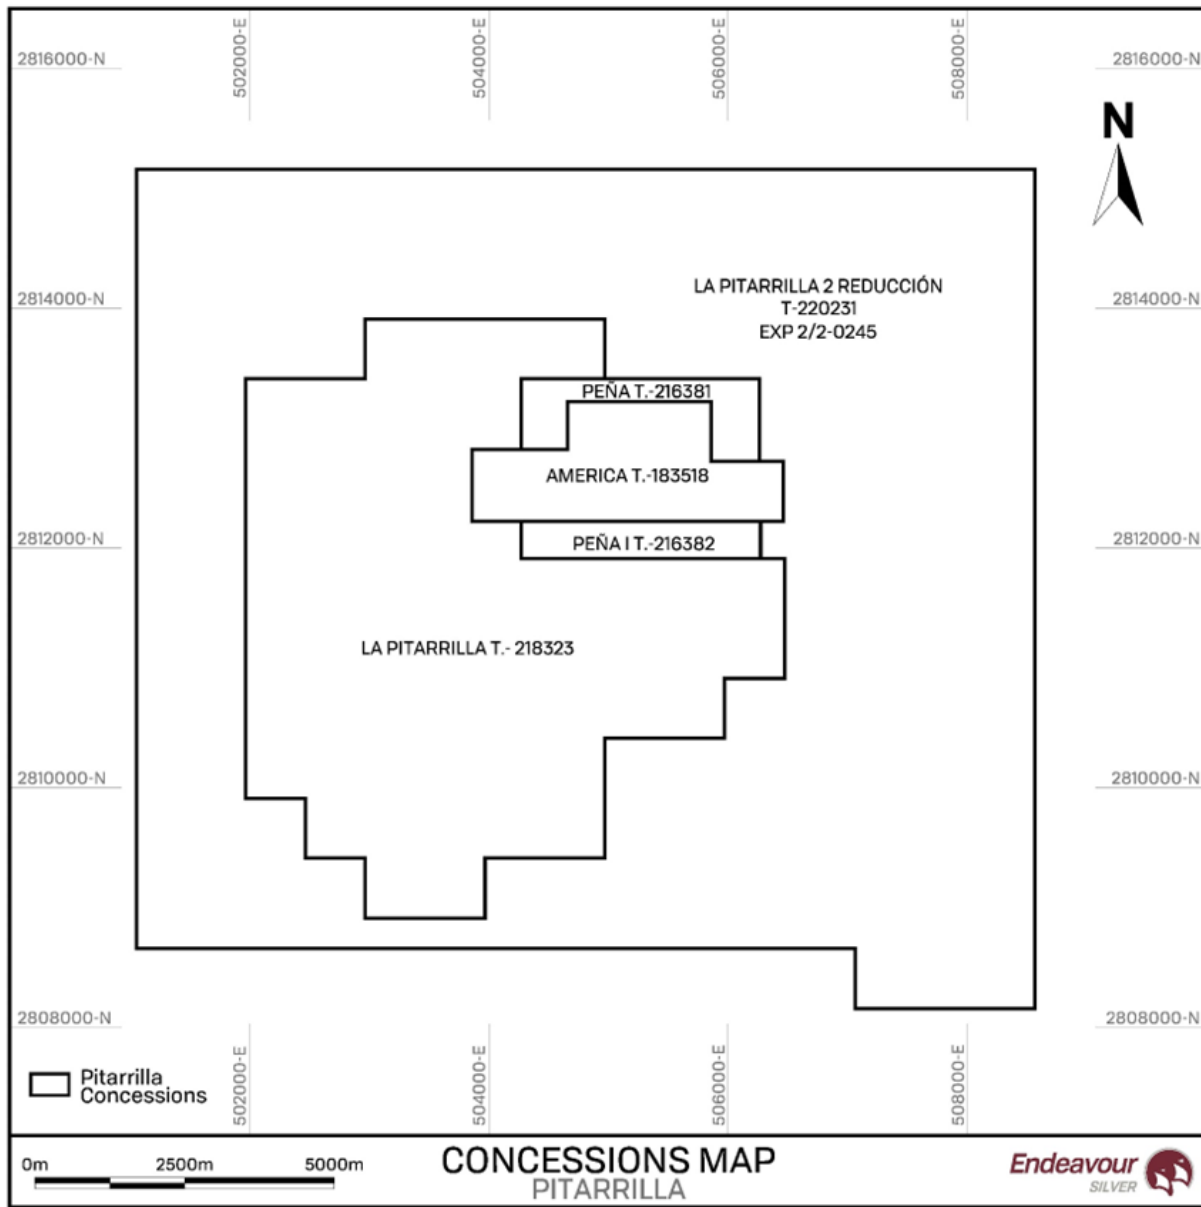 502000-E
504000-E
506000-E
508000-E
2816000-N
2816000-N
N
LA PITARRILLA 2 REDUCCIÓN
T-220231
EXP 2/2-0245
2814000-N
2814000-N
PEÑA T.-216381
AMERICA T.-183518
2812000-N
2812000-N
PEÑA I T.-216382
LA PITARRILLA T.- 218323
2810000-N
2810000-N
2808000-N
2808000-N
502000-E
504000-E
506000-E
508000-E
Pitarrilla
Concessions
0m 2500m 5000m
CONCESSIONS MAP
PITARRILLA
Endeavour
SILVER